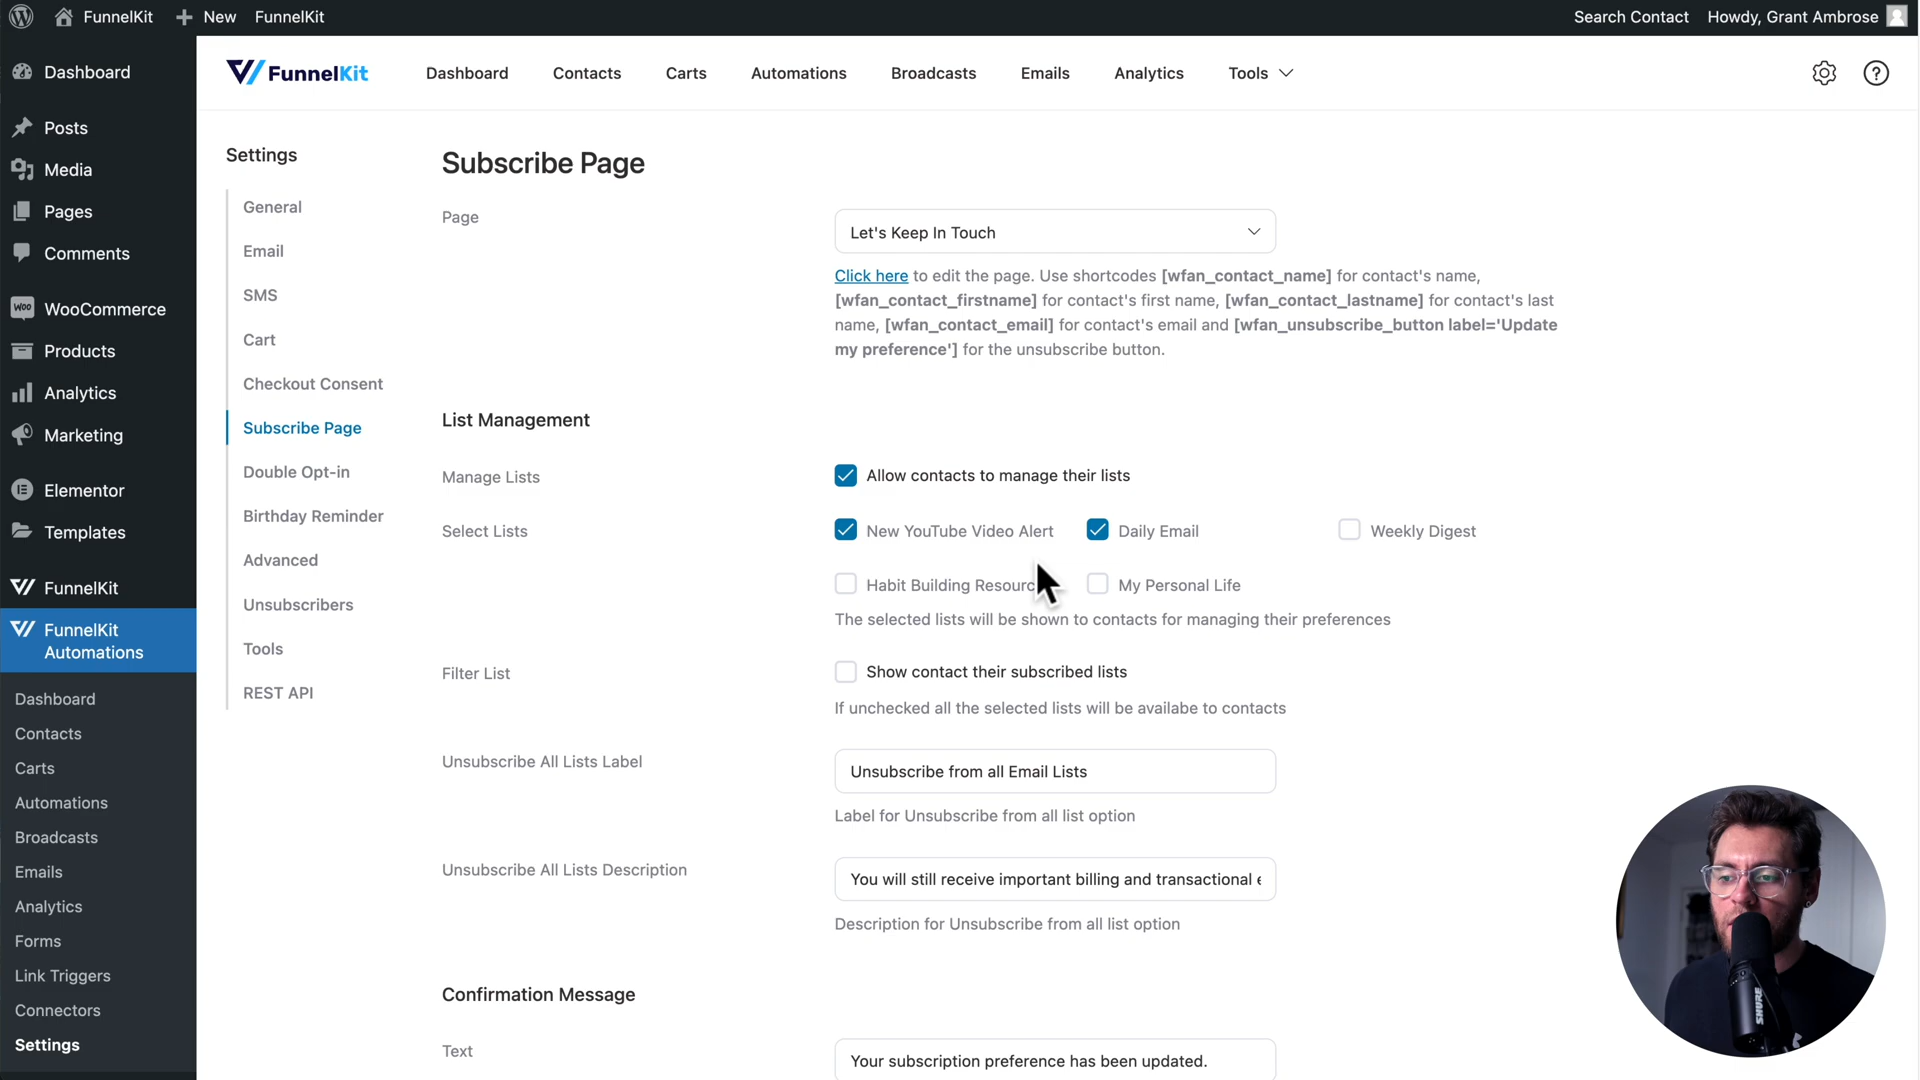 FunnelKit
New
FunnelKit
Search Contact
Howdy, Grant Ambrose
Dashboard
Posts
Media
Pages
Comments
WooCommerce
Products
Analytics
Marketing
Elementor
Templates
FunnelKit
FunnelKit
Automations
Dashboard
Contacts
Carts
Automations
Broadcasts
Emails
Analytics
Forms
Link Triggers
Connectors
Settings
FunnelKit
Dashboard
Contacts
Carts
Automations
Broadcasts
Emails
Analytics
Tools
Settings
General
Email
SMS
Cart
Checkout Consent
Subscribe Page
Double Opt-in
Birthday Reminder
Advanced
Unsubscribers
Tools
REST API
Subscribe Page
Page
Let's Keep In Touch
Click here to edit the page. Use shortcodes [wfan_contact_name] for contact's name,
[wfan_contact_firstname] for contact's first name, [wfan_contact_lastname] for contact's last
name, [wfan_contact_email] for contact's email and [wfan_unsubscribe_button label='Update
my preference'] for the unsubscribe button.
List Management
Manage Lists
Allow contacts to manage their lists
Select Lists
New YouTube Video Alert
Daily Email
Weekly Digest
Habit Building Resourc
My Personal Life
The selected lists will be shown to contacts for managing their preferences
Filter List
Show contact their subscribed lists
If unchecked all the selected lists will be availabe to contacts
Unsubscribe All Lists Label
Unsubscribe from all Email Lists
Label for Unsubscribe from all list option
Unsubscribe All Lists Description
You will still receive important billing and transactional e
Description for Unsubscribe from all list option
Confirmation Message
Text
Your subscription preference has been updated.
SHURE